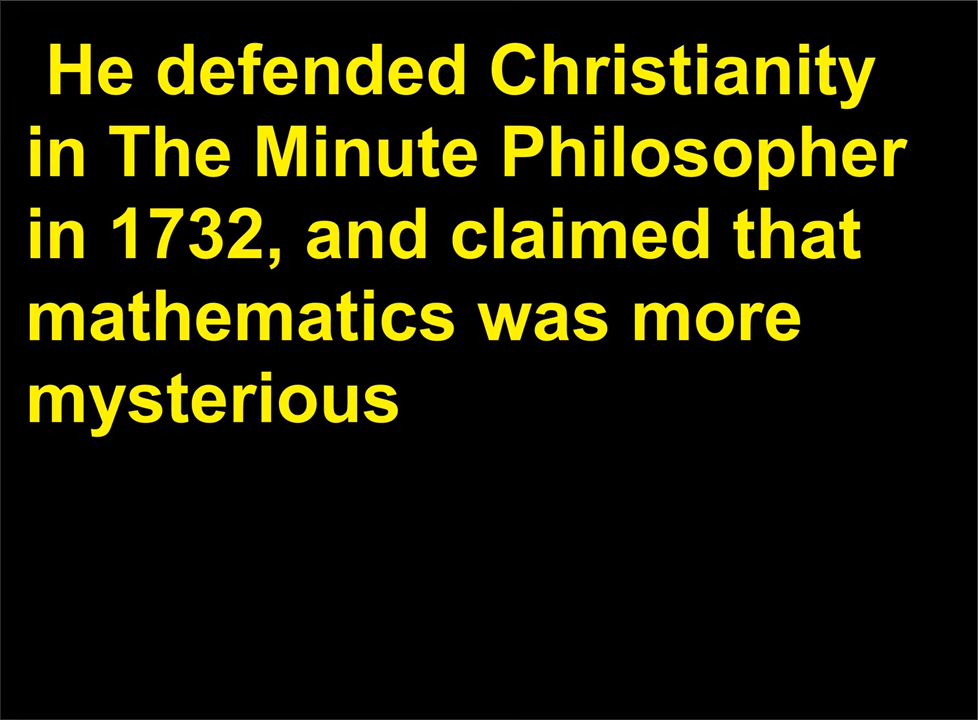 He defended Christianity
in The Minute Philosopher
in 1732, and claimed that
mathematics was more
mysterious